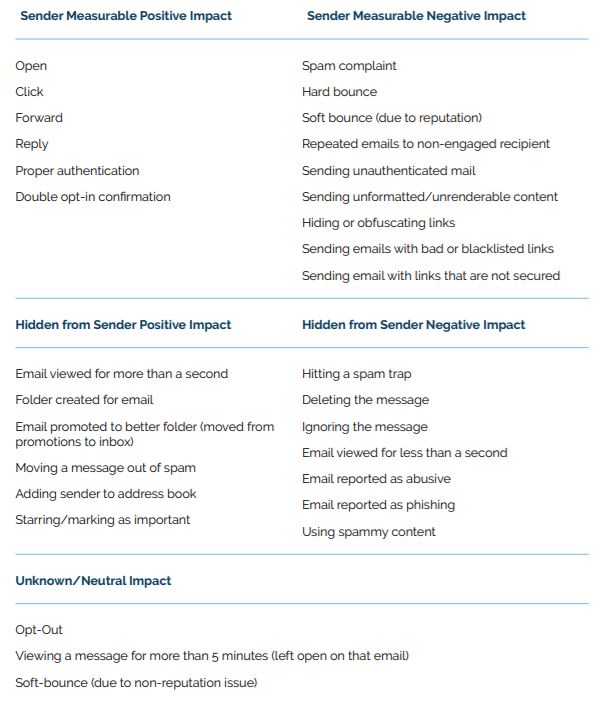 Sender Measurable Positive Impact
Open
Click
Forward
Reply
Proper authentication
Double opt-in confirmation
Sender Measurable Negative Impact
Spam complaint
Hard bounce
Soft bounce (due to reputation)
Repeated emails to non-engaged recipient
Sending unauthenticated mail
Sending unformatted/unrenderable content
Hiding or obfuscating links
Sending emails with bad or blacklisted links
Sending email with links that are not secured
Hidden from Sender Positive Impact
Email viewed for more than a second
Folder created for email
Email promoted to better folder (moved from
promotions to inbox)
Moving a message out of spam
Adding sender to address book
Starring/marking as important
Hidden from Sender Negative Impact
Hitting a spam trap
Deleting the message
Ignoring the message
Email viewed for less than a second
Email reported as abusive
Email reported as phishing
Using spammy content
Unknown/Neutral Impact
Opt-Out
Viewing a message for more than 5 minutes (left open on that email)
Soft-bounce (due to non-reputation issue)